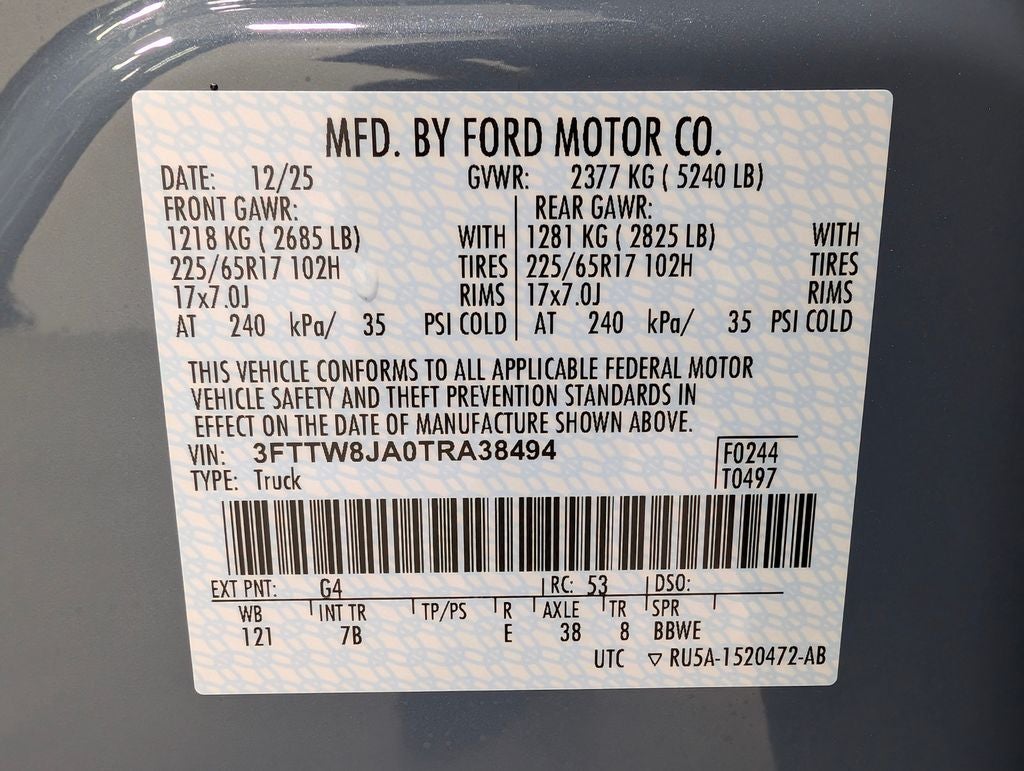 MFD. BY FORD MOTOR CO.
DATE: 12/25 GVWR: 2377 KG ( 5240 LB)
FRONT GAWR: REAR GAWR:
1218 KG ( 2685 LB) WITH 1281 KG ( 2825 LB) WITH
225/65R17 102H TIRES 225/65R17 102H TIRES
17x7.0J RIMS 17x7.0J RIMS
AT 240 kPa/ 35 PSI COLD AT 240 kPa/ 35 PSI COLD
THIS VEHICLE CONFORMS TO ALL APPLICABLE FEDERAL MOTOR
VEHICLE SAFETY AND THEFT PREVENTION STANDARDS IN
EFFECT ON THE DATE OF MANUFACTURE SHOWN ABOVE.
VIN: 3FTTW8JA0TRA38494 F0244
TYPE: Truck T0497
EXT PNT: G4 RC: 53 DSO:
WB INT TR TP/PS R AXLE TR SPR
121 7B E 38 8 BBWE
UTC ▽ RU5A-1520472-AB